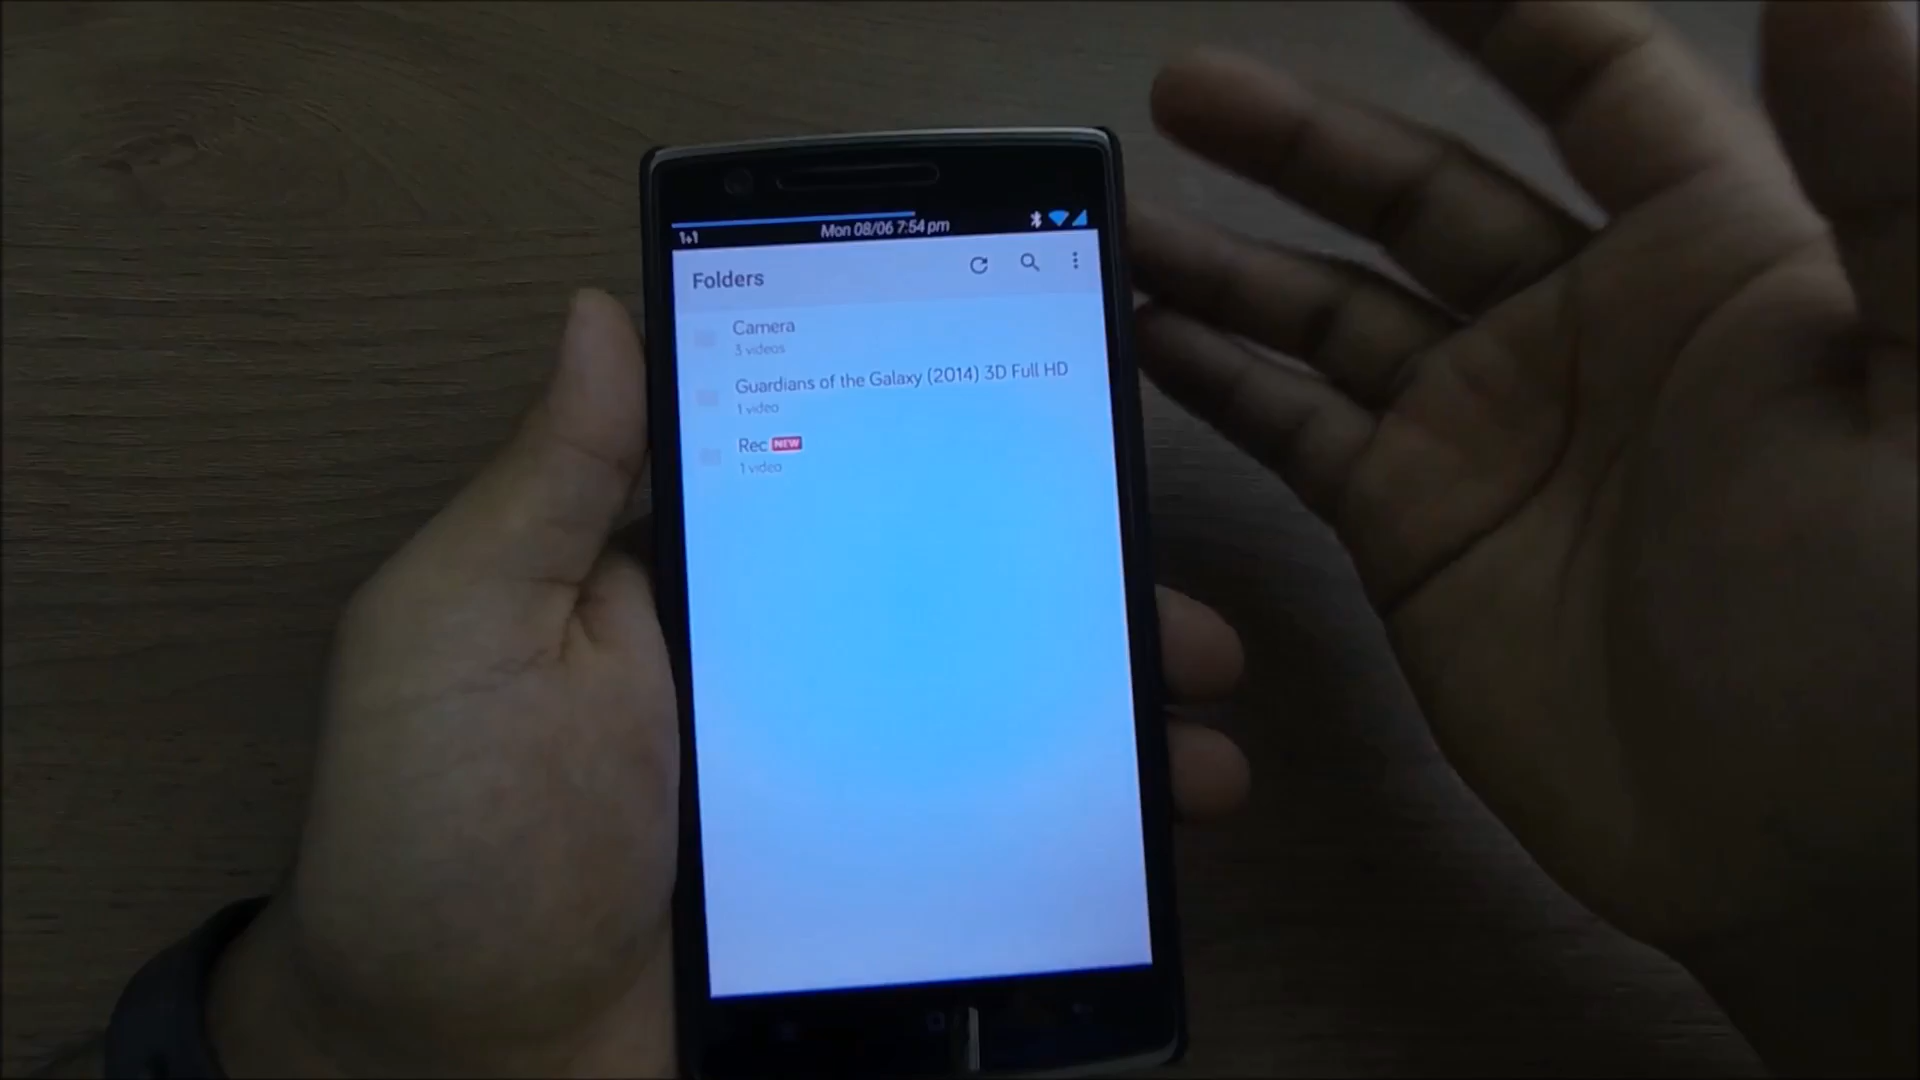 1+1
Mon 08/06 7:54 pm
Folders
Camera
3 videos
Guardians of the Galaxy (2014) 3D Full HD
1 video
Rec NEW
1 video